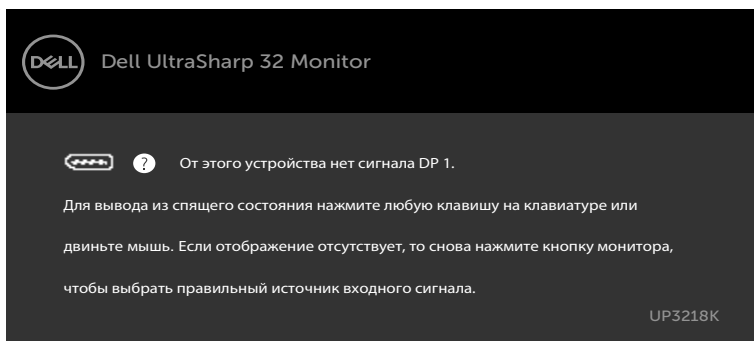 DELL Dell UltraSharp 32 Monitor
? От этого устройства нет сигнала DP 1.
Для вывода из спящего состояния нажмите любую клавишу на клавиатуре или
двиньте мышь. Если отображение отсутствует, то снова нажмите кнопку монитора,
чтобы выбрать правильный источник входного сигнала.
UP3218K